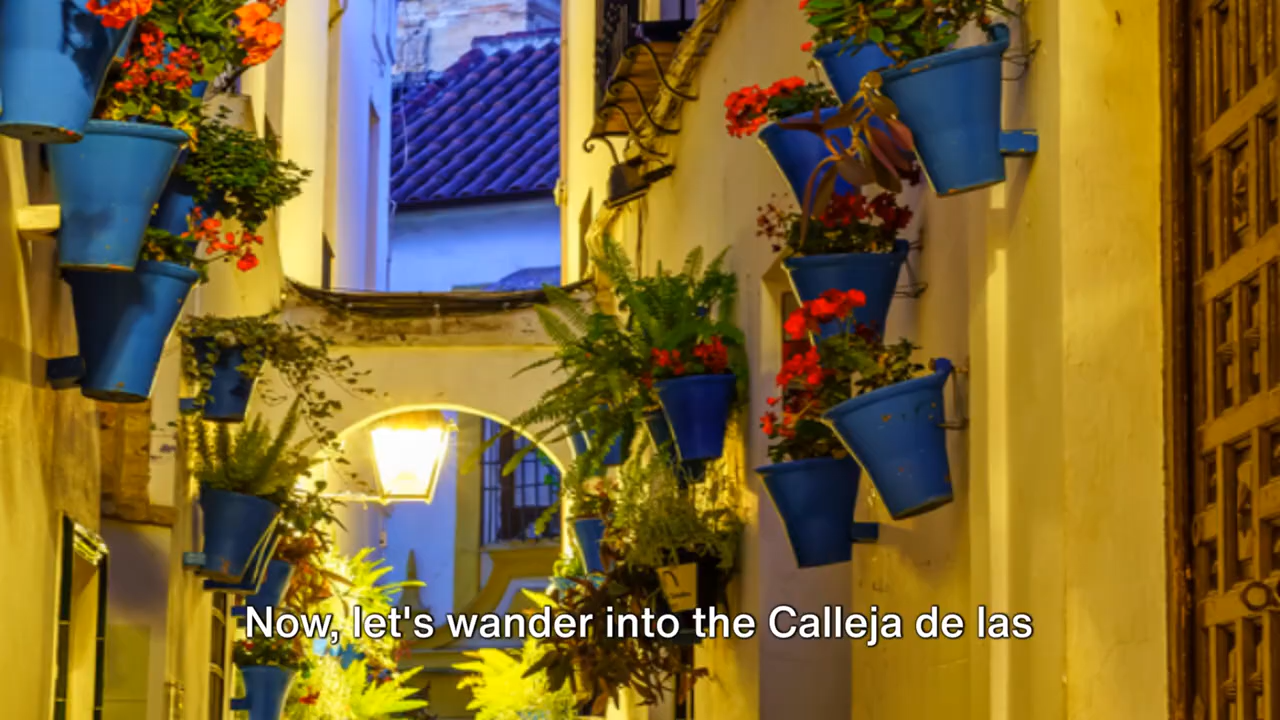 Now, let's wander into the Calleja de las